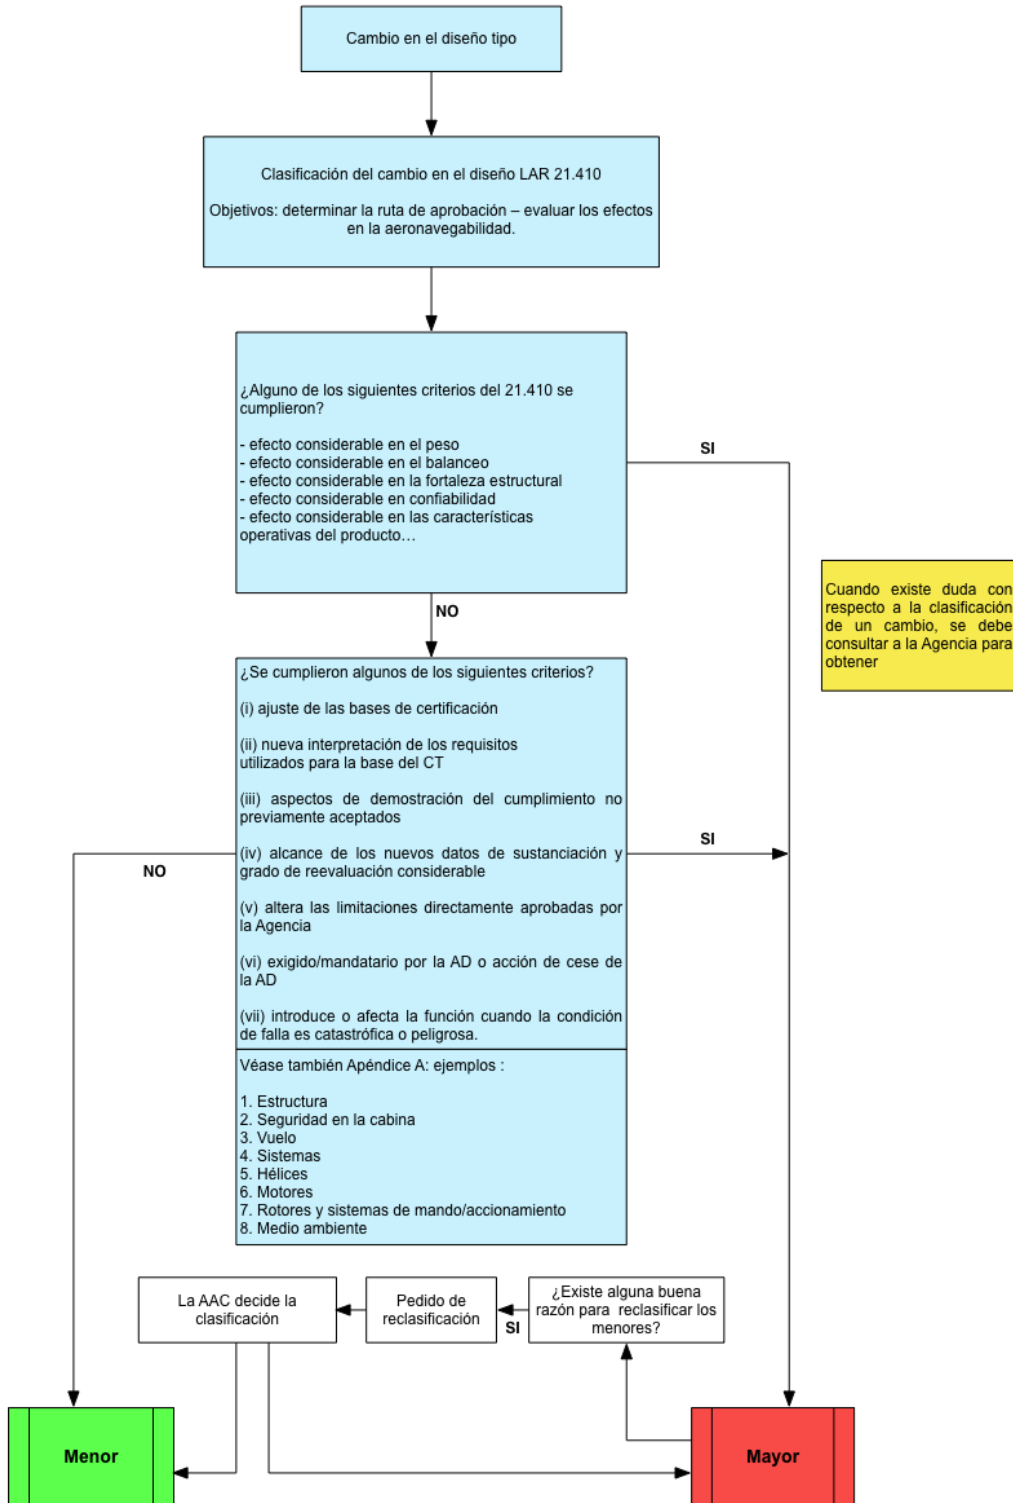 Cambio en el diseño tipo
Clasificación del cambio en el diseño LAR 21.410
Objetivos: determinar la ruta de aprobación – evaluar los efectos
en la aeronavegabilidad.
¿Alguno de los siguientes criterios del 21.410 se
cumplieron?
- efecto considerable en el peso
- efecto considerable en el balanceo
- efecto considerable en la fortaleza estructural
- efecto considerable en confiabilidad
- efecto considerable en las características
operativas del producto…
SI
NO
Cuando existe duda con
respecto a la clasificación
de un cambio, se debe
consultar a la Agencia para
obtener
¿Se cumplieron algunos de los siguientes criterios?
(i) ajuste de las bases de certificación
(ii) nueva interpretación de los requisitos
utilizados para la base del CT
(iii) aspectos de demostración del cumplimiento no
previamente aceptados
(iv) alcance de los nuevos datos de sustanciación y
grado de reevaluación considerable
(v) altera las limitaciones directamente aprobadas por
la Agencia
(vi) exigido/mandatario por la AD o acción de cese de
la AD
(vii) introduce o afecta la función cuando la condición
de falla es catastrófica o peligrosa.
NO
SI
Véase también Apéndice A: ejemplos :
1. Estructura
2. Seguridad en la cabina
3. Vuelo
4. Sistemas
5. Hélices
6. Motores
7. Rotores y sistemas de mando/accionamiento
8. Medio ambiente
La AAC decide la
clasificación
Pedido de
reclasificación
SI
¿Existe alguna buena
razón para reclasificar los
menores?
Menor
Mayor